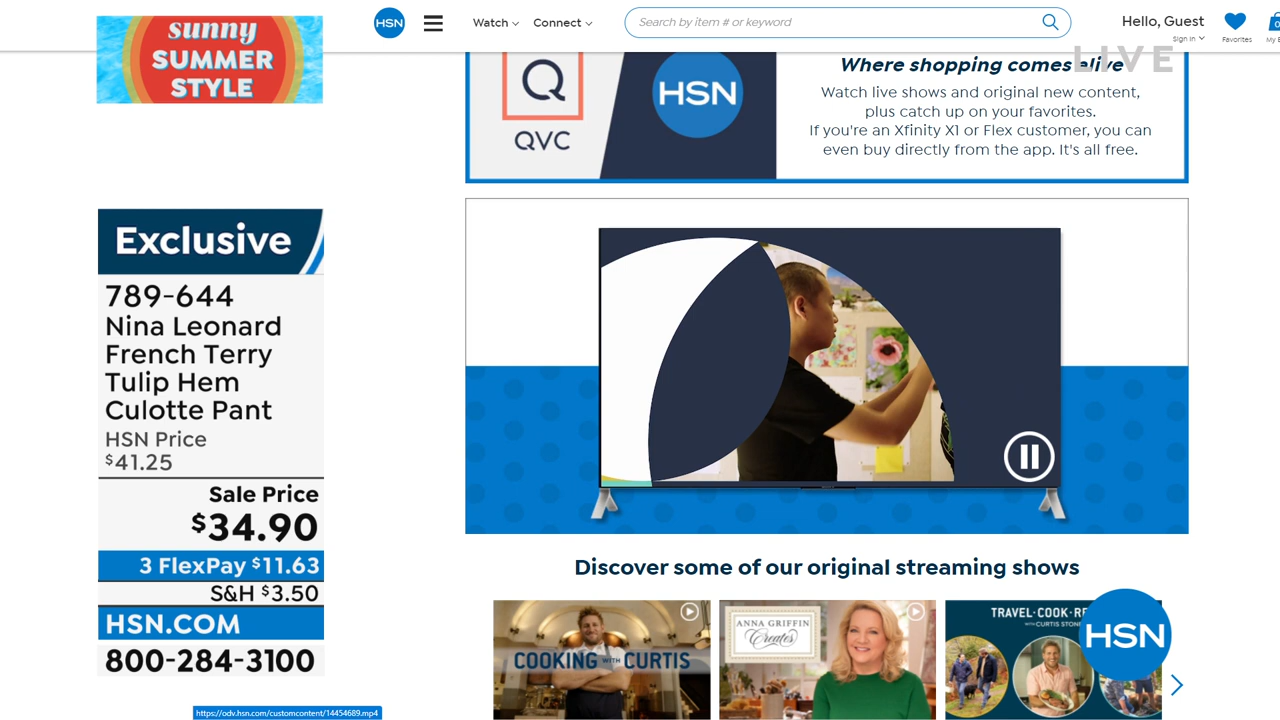 sunny
SUMMER
STYLE
HSN
Watch
Connect
Search by item # or keyword
Hello, Guest
Sign In
Favorites
0
LIVE
Q
QVC
HSN
Where shopping comes alive
Watch live shows and original new content,
plus catch up on your favorites.
If you're an Xfinity X1 or Flex customer, you can
even buy directly from the app. It's all free.
Exclusive
789-644
Nina Leonard
French Terry
Tulip Hem
Culotte Pant
HSN Price
$41.25
Sale Price
$34.90
3 FlexPay $11.63
S&H $3.50
HSN.COM
800-284-3100
Discover some of our original streaming shows
COOKING WITH CURTIS
ANNA GRIFFIN
Creates
TRAVEL·COOK·RE
WITH CURTIS STONE
HSN
https://odv.hsn.com/customcontent/14454689.mp4